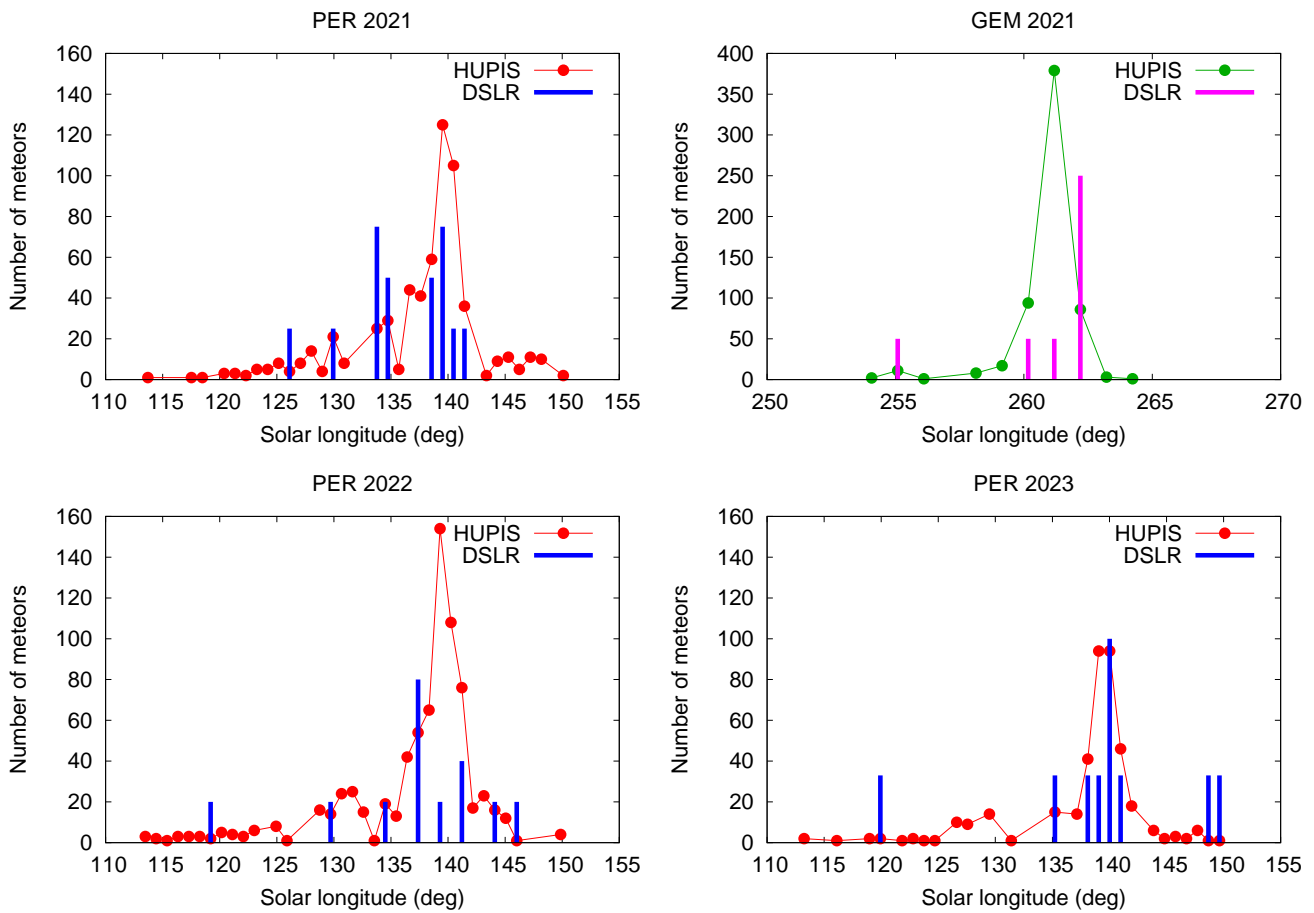 PER 2021
160
140
120
100
80
60
40
20
0
Number of meteors
HUPIS
DSLR
110 115 120 125 130 135 140 145 150 155
Solar longitude (deg)
GEM 2021
400
350
300
250
200
150
100
50
0
Number of meteors
HUPIS
DSLR
250 255 260 265 270
Solar longitude (deg)
PER 2022
160
140
120
100
80
60
40
20
0
Number of meteors
HUPIS
DSLR
110 115 120 125 130 135 140 145 150 155
Solar longitude (deg)
PER 2023
160
140
120
100
80
60
40
20
0
Number of meteors
HUPIS
DSLR
110 115 120 125 130 135 140 145 150 155
Solar longitude (deg)